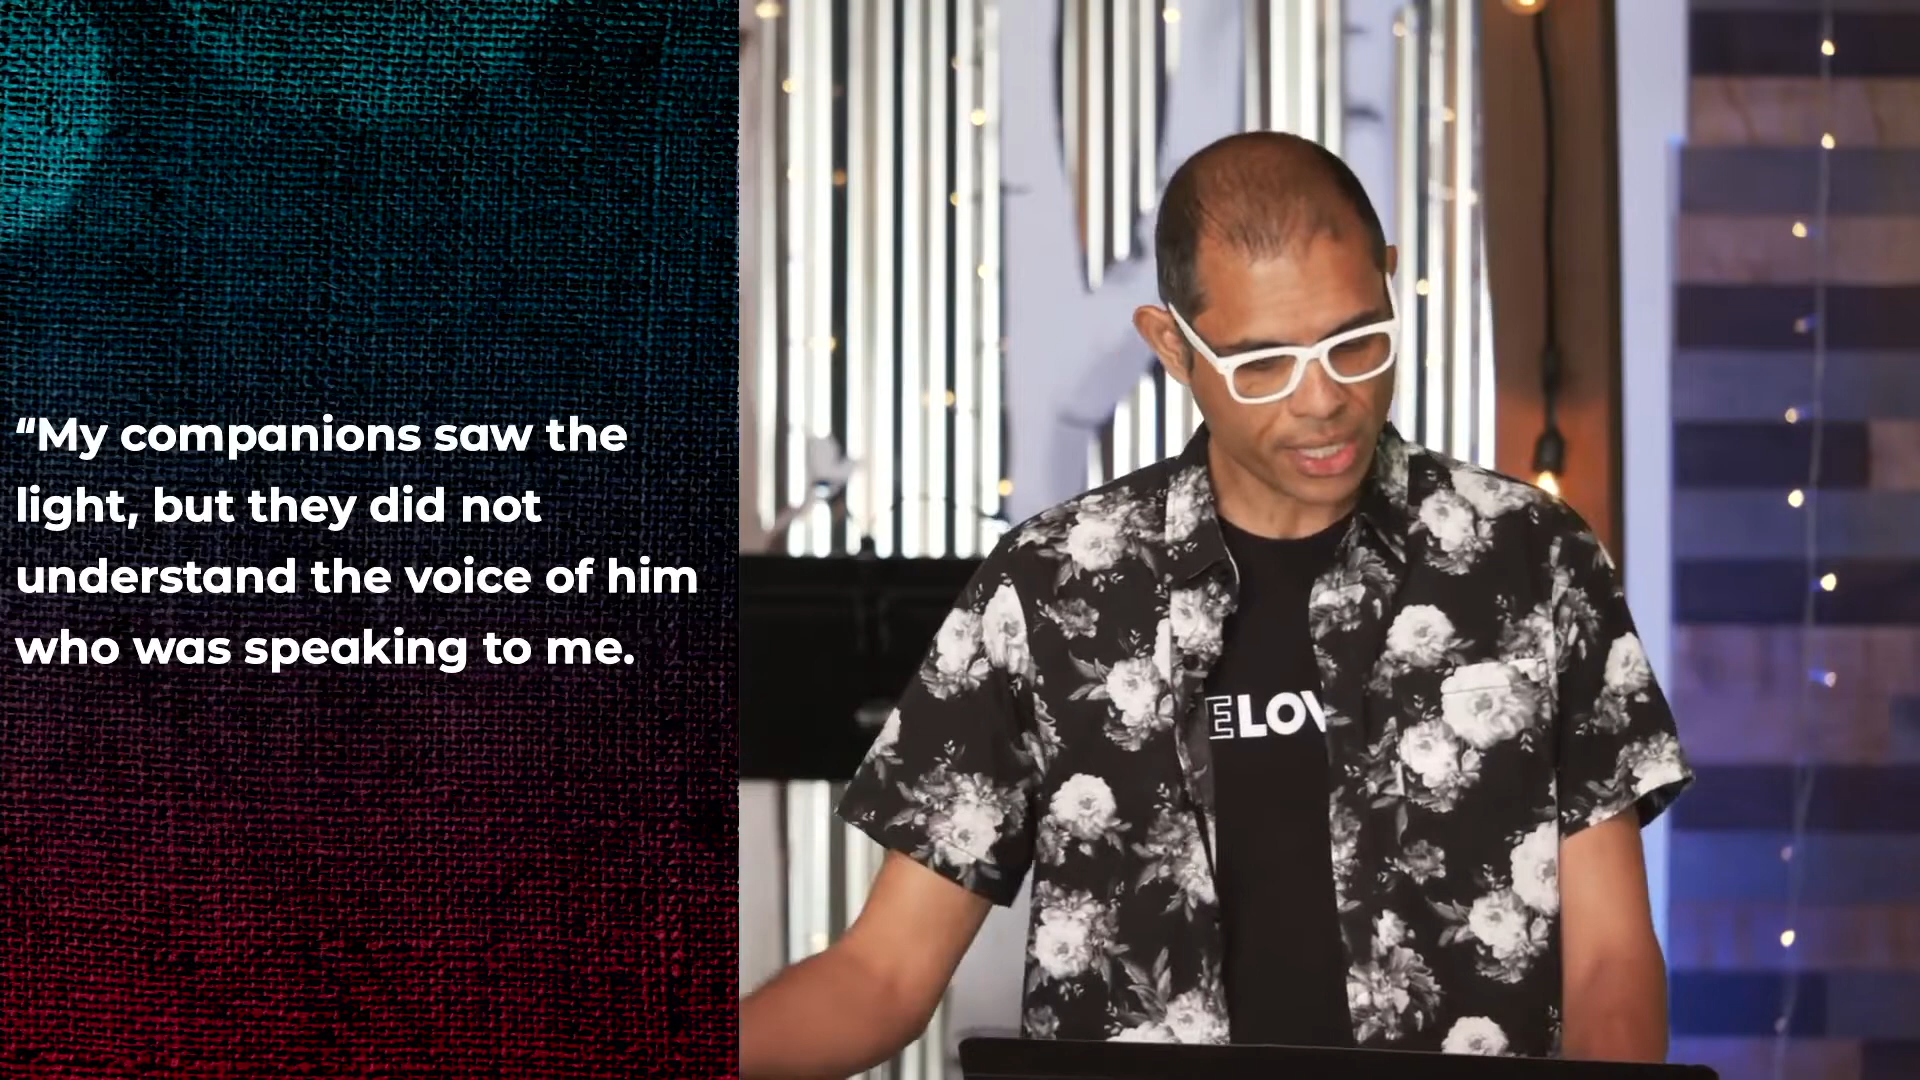 “My companions saw the
light, but they did not
understand the voice of him
who was speaking to me.
ELOV